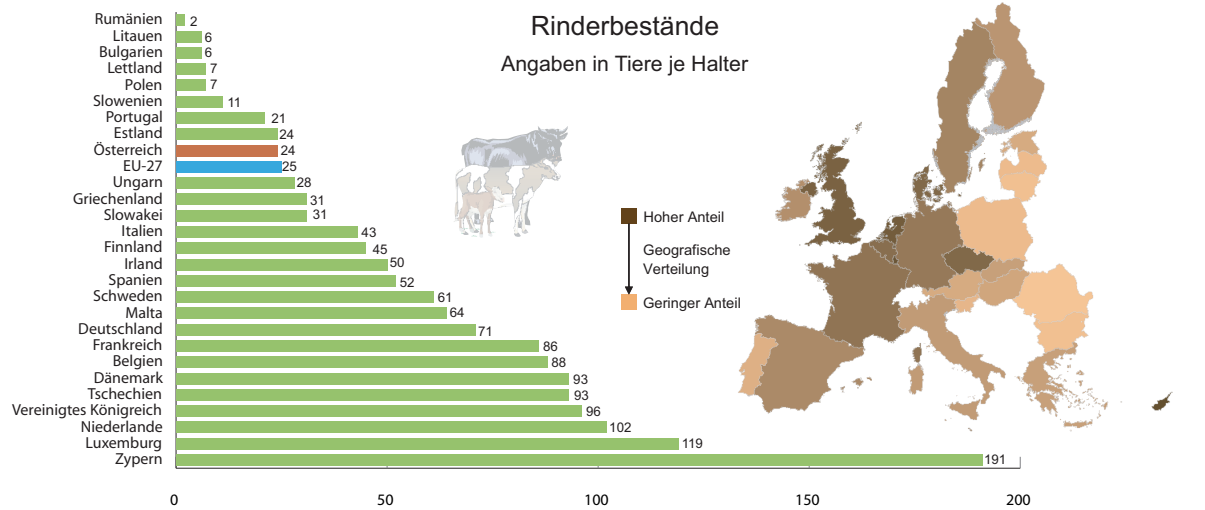 Rinderbestände
Angaben in Tiere je Halter
Rumänien 2
Litauen 6
Bulgarien 6
Lettland 7
Polen 7
Slowenien 11
Portugal 21
Estland 24
Österreich 24
EU-27 25
Ungarn 28
Griechenland 31
Slowakei 31
Italien 43
Finnland 45
Irland 50
Spanien 52
Schweden 61
Malta 64
Deutschland 71
Frankreich 86
Belgien 88
Dänemark 93
Tschechien 93
Vereinigtes Königreich 96
Niederlande 102
Luxemburg 119
Zypern 191
0 50 100 150 200
Hoher Anteil
Geografische
Verteilung
Geringer Anteil